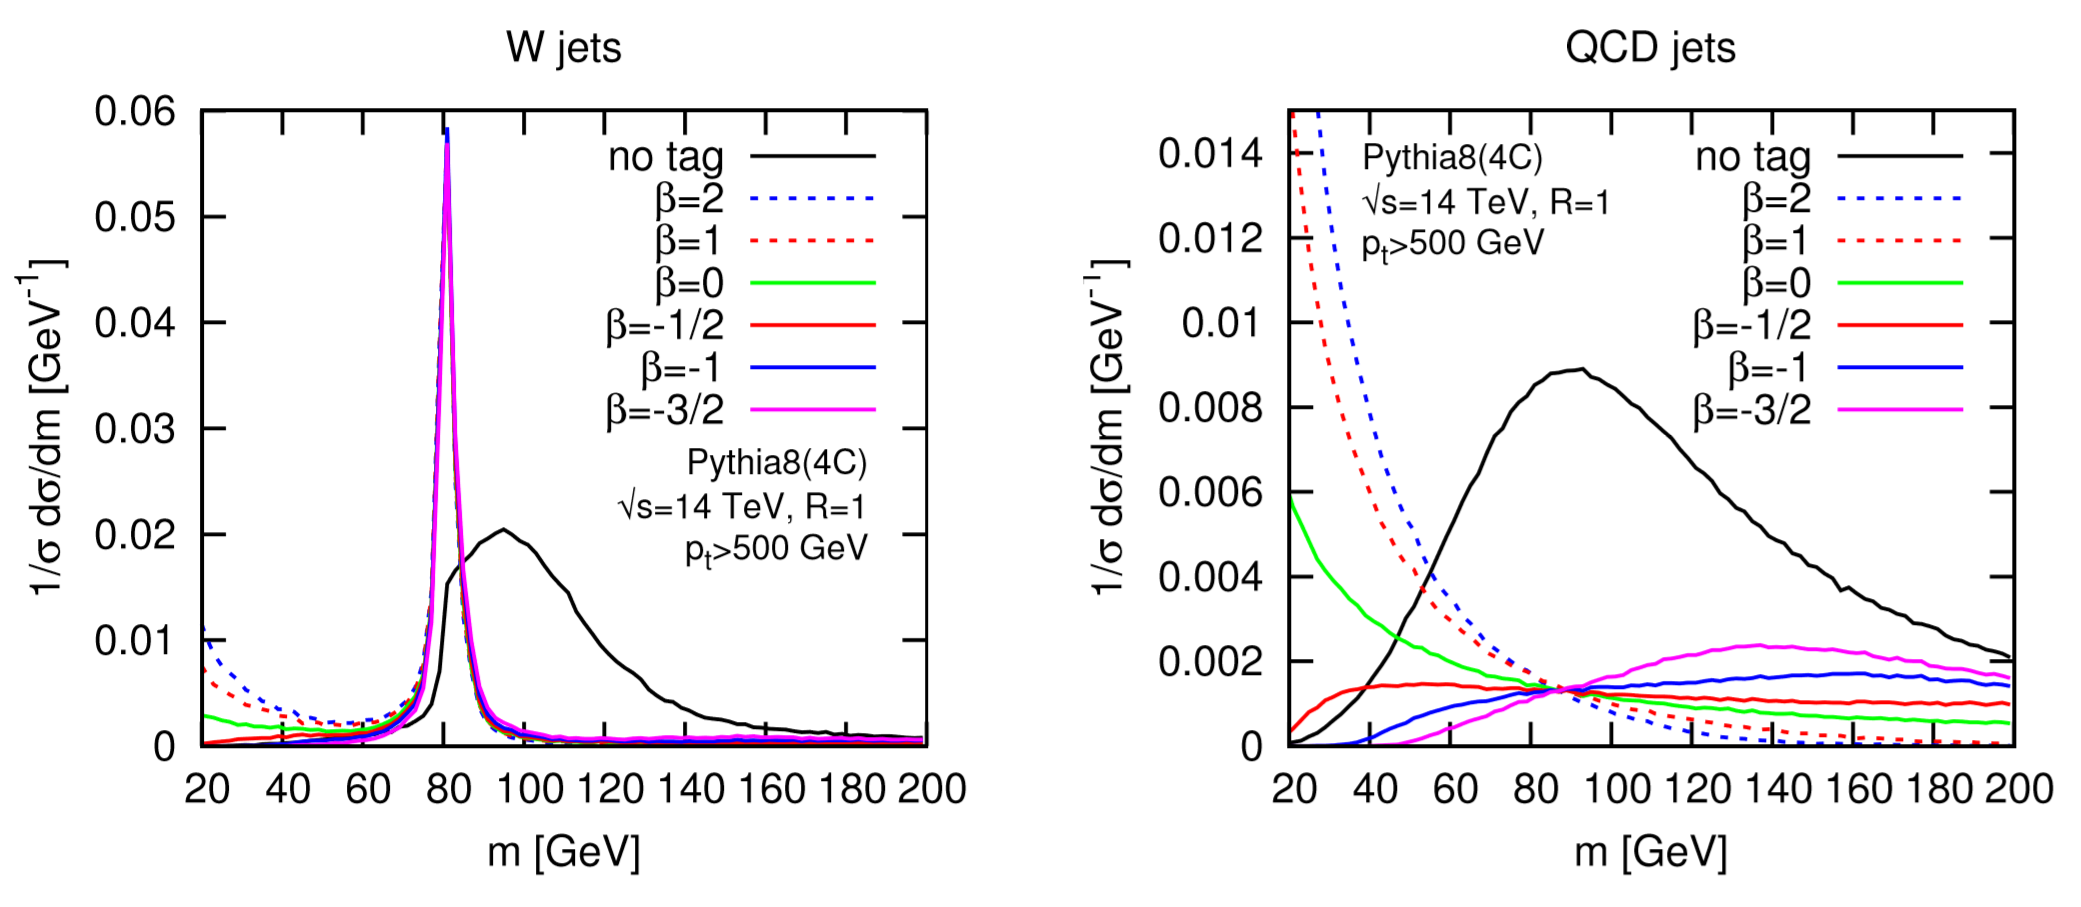 W jets
0.06
0.05
0.04
0.03
0.02
0.01
0
1/σ dσ/dm [GeV⁻¹]
no tag
β=2
β=1
β=0
β=-1/2
β=-1
β=-3/2
Pythia8(4C)
√s=14 TeV, R=1
pt>500 GeV
20 40 60 80 100 120 140 160 180 200
m [GeV]
QCD jets
0.014
0.012
0.01
0.008
0.006
0.004
0.002
0
1/σ dσ/dm [GeV⁻¹]
Pythia8(4C)
√s=14 TeV, R=1
pt>500 GeV
no tag
β=2
β=1
β=0
β=-1/2
β=-1
β=-3/2
20 40 60 80 100 120 140 160 180 200
m [GeV]